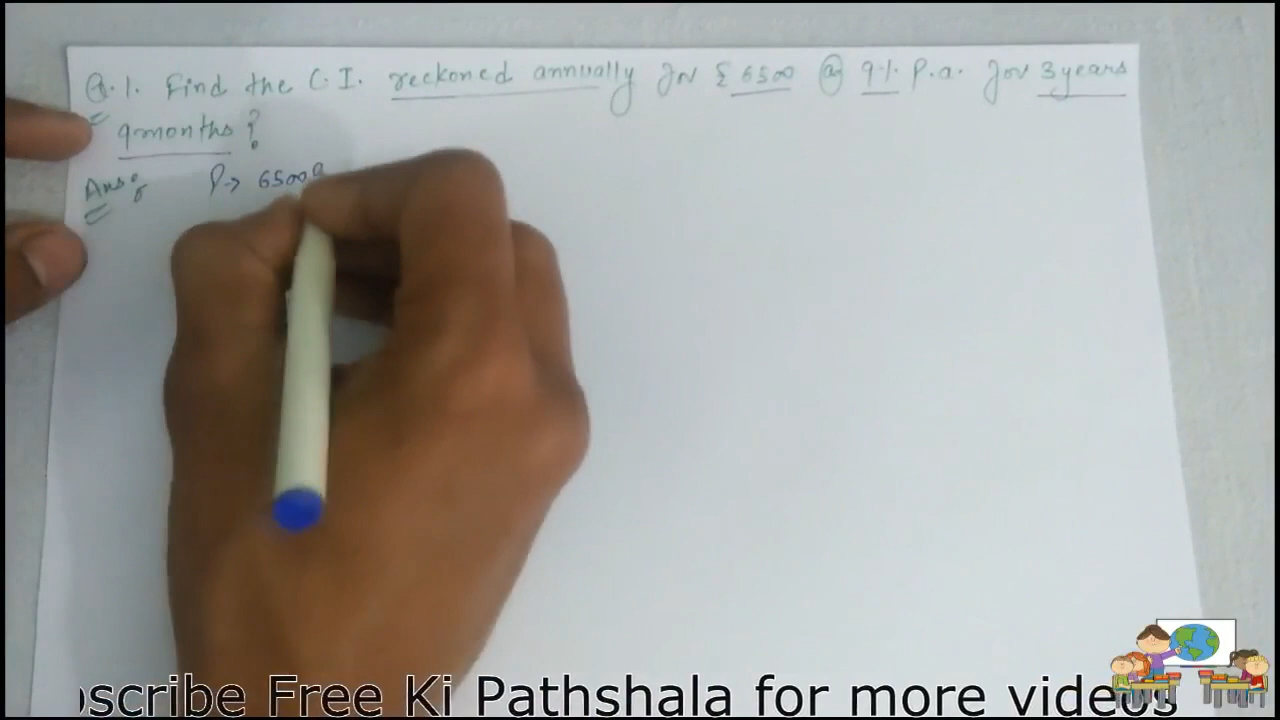 Q.1. Find the C.I. reckoned annually for ₹ 6500 @ 9% P.a. for 3 years
9 months ?
Ans: P → 6500
Subscribe Free Ki Pathshala for more videos